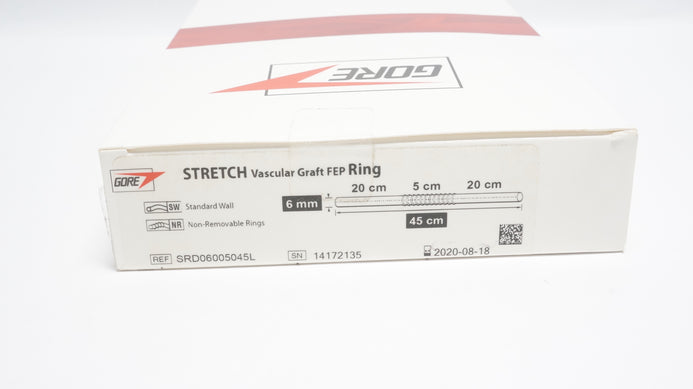 GORE
GORE
STRETCH Vascular Graft FEP Ring
20 cm 5 cm 20 cm
SW Standard Wall
6 mm
NR Non-Removable Rings
45 cm
REF SRD06005045L SN 14172135 2020-08-18